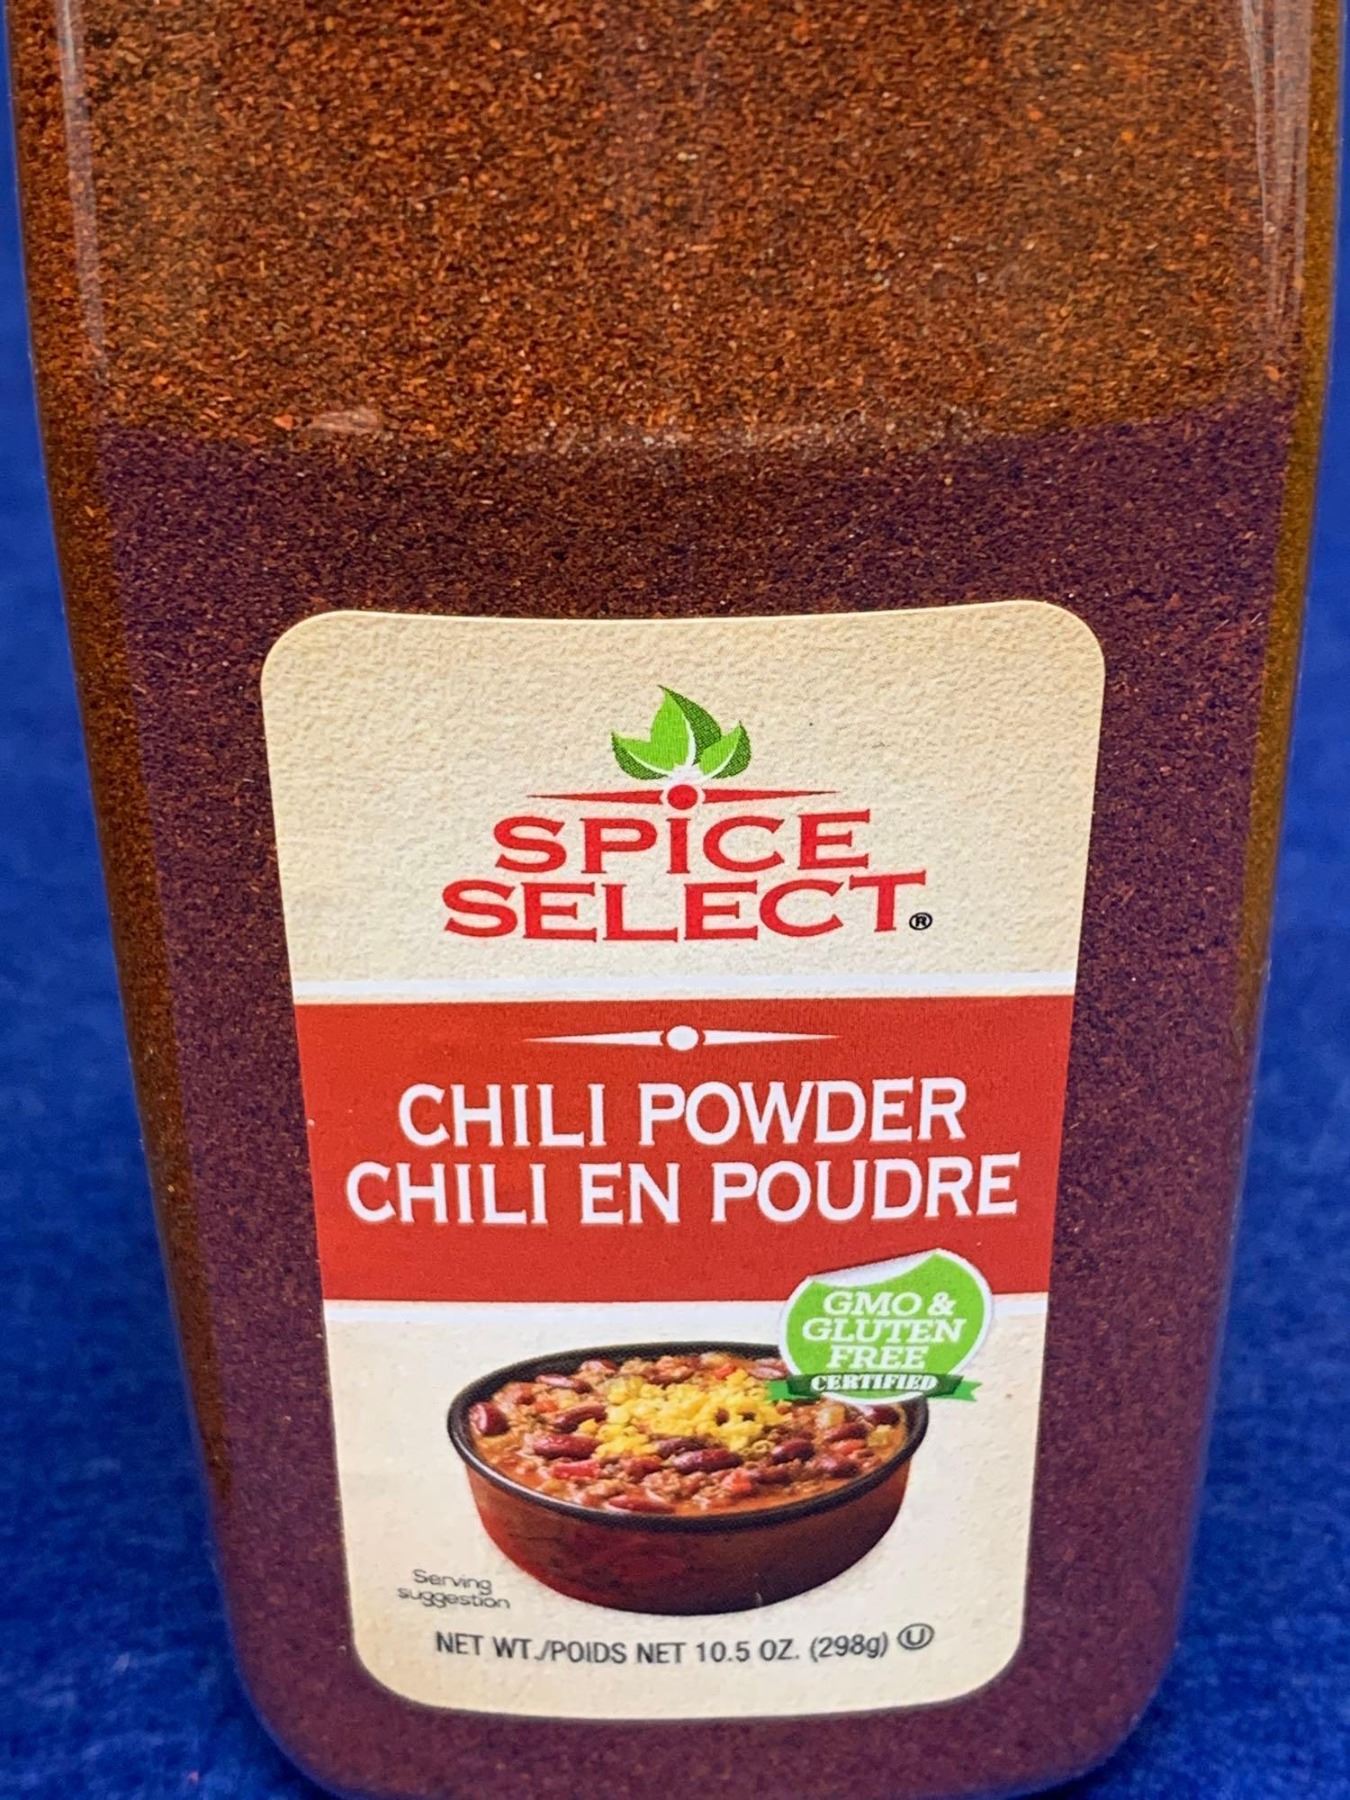 SPICE
SELECT®
CHILI POWDER
CHILI EN POUDRE
GMO &
GLUTEN
FREE
CERTIFIED
Serving
suggestion
NET WT./POIDS NET 10.5 OZ. (298g) Ⓤ